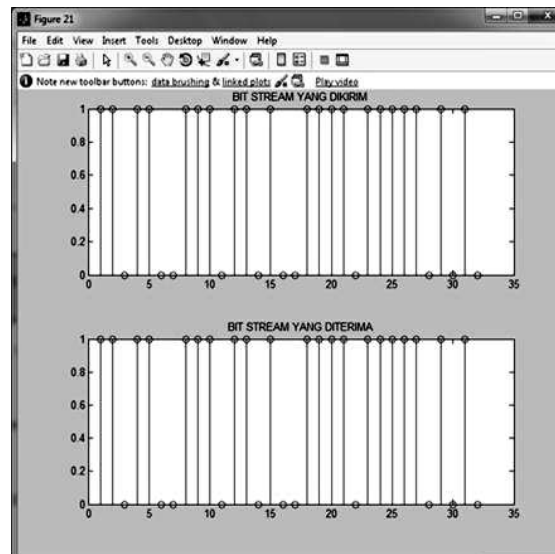 Figure 21
File Edit View Insert Tools Desktop Window Help
Note new toolbar buttons: data brushing & linked plots Play video
BIT STREAM YANG DIKIRIM
1
0.8
0.6
0.4
0.2
0
0 5 10 15 20 25 30 35
BIT STREAM YANG DITERIMA
1
0.8
0.6
0.4
0.2
0
0 5 10 15 20 25 30 35